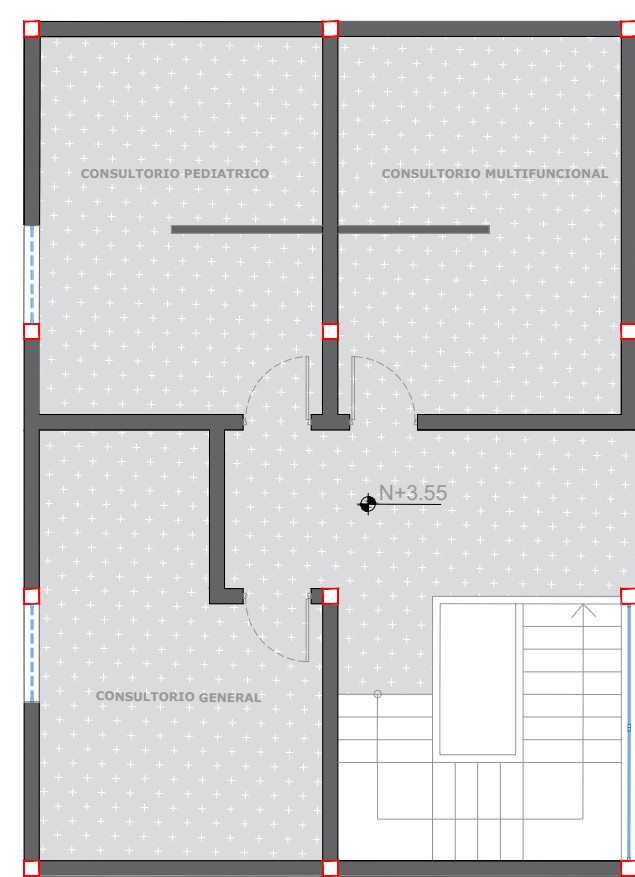 CONSULTORIO PEDIATRICO
CONSULTORIO MULTIFUNCIONAL
N+3.55
CONSULTORIO GENERAL